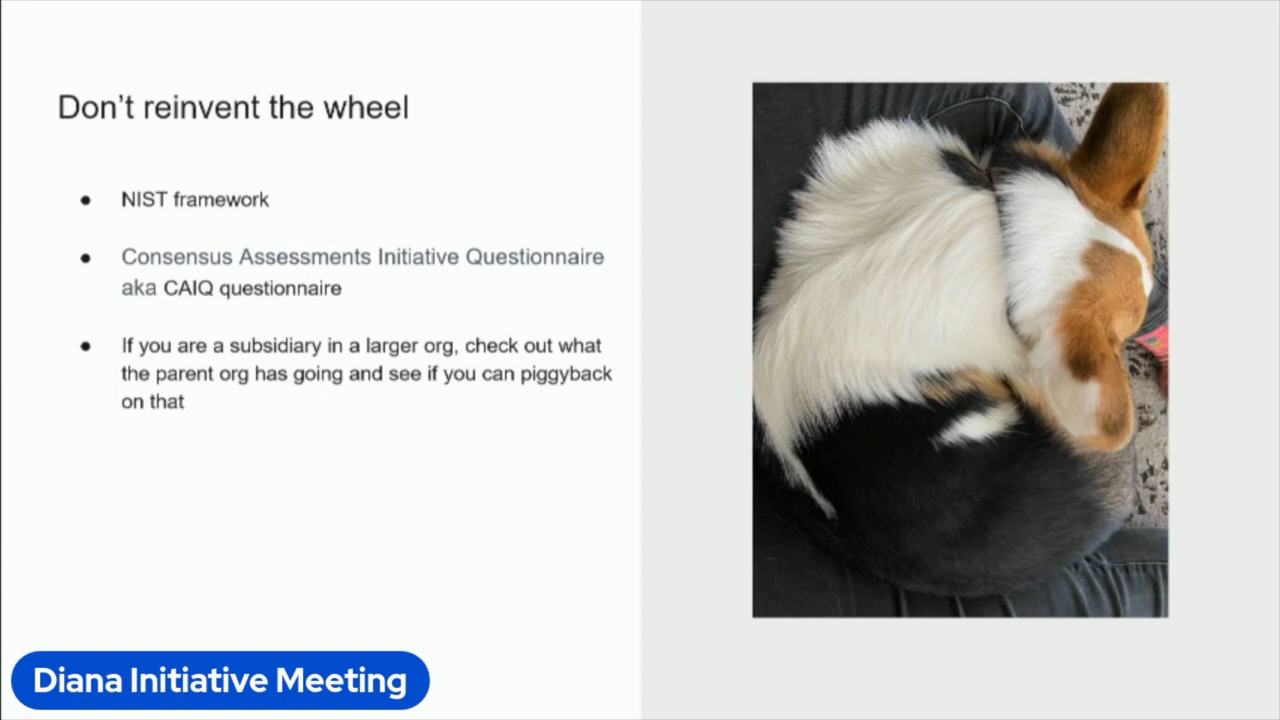 Don't reinvent the wheel
● NIST framework
● Consensus Assessments Initiative Questionnaire
aka CAIQ questionnaire
● If you are a subsidiary in a larger org, check out what
the parent org has going and see if you can piggyback
on that
Diana Initiative Meeting